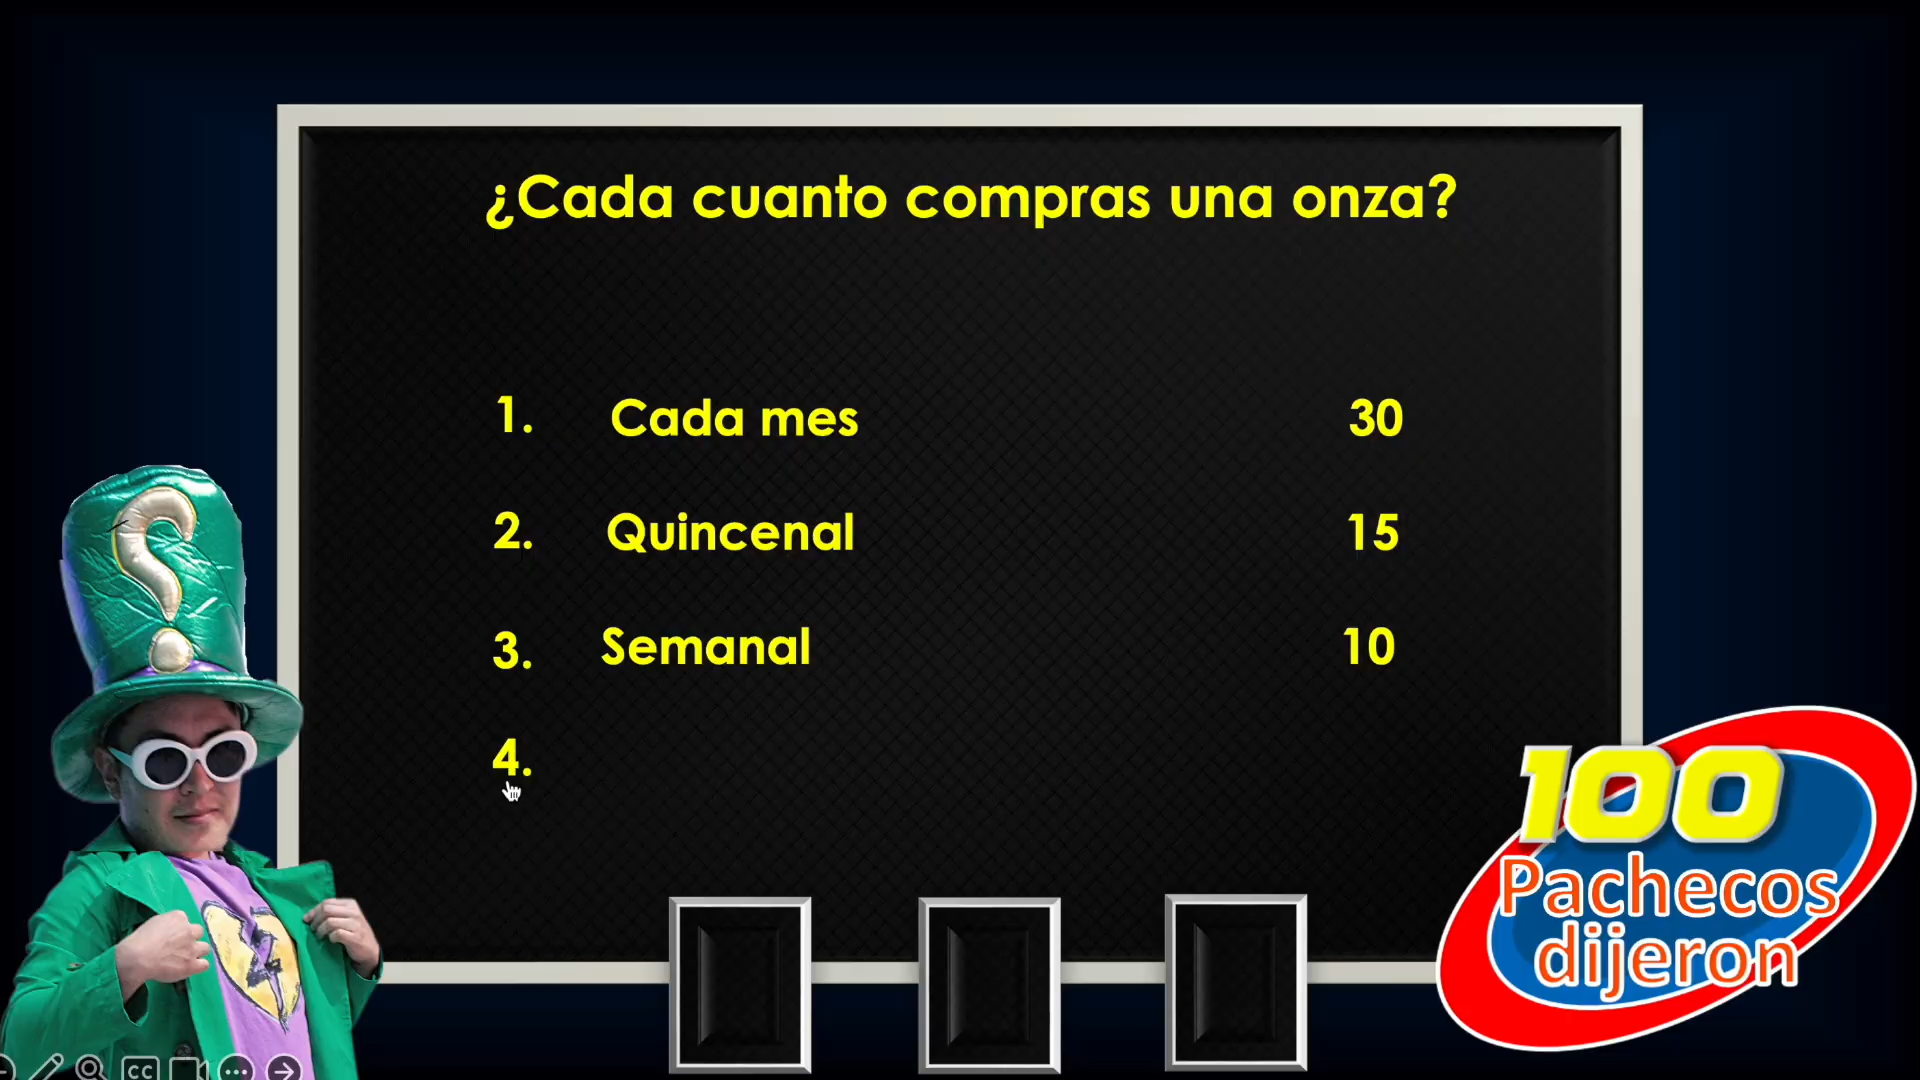 ¿Cada cuanto compras una onza?
1. Cada mes 30
2. Quincenal 15
3. Semanal 10
4.
?
100
Pachecos
dijeron
CC